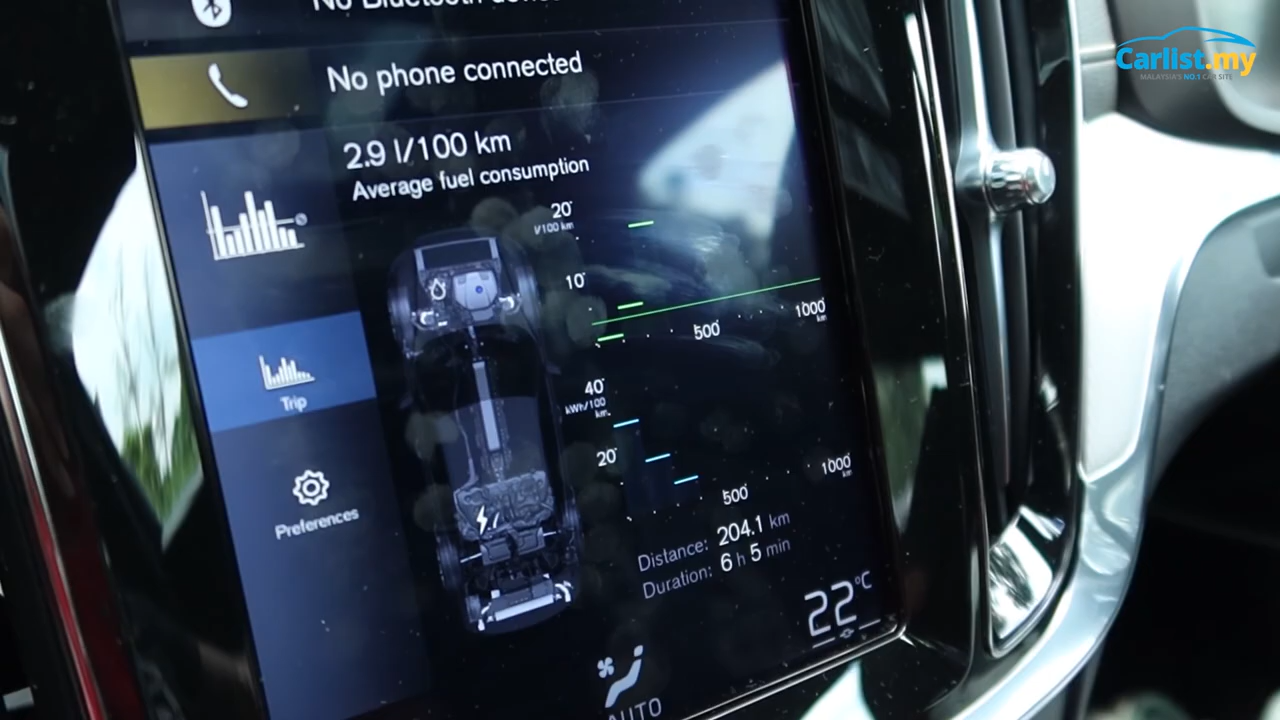 No Bluetooth
No phone connected
2.9 l/100 km
Average fuel consumption
20
l/100 km
10
500
1000
km
40
kWh/100
km
20
500
1000
km
Trip
Preferences
Distance: 204.1 km
Duration: 6 h 5 min
22°C
AUTO
Carlist.my
MALAYSIA'S NO.1 CAR SITE